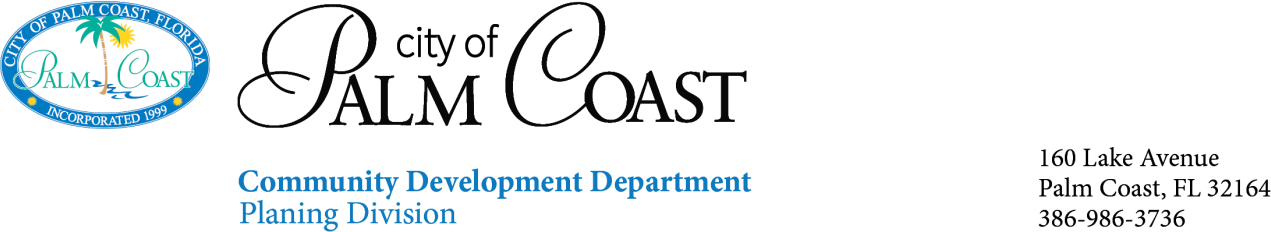 CITY OF PALM COAST, FLORIDA
PALM COAST
INCORPORATED 1999
city of
PALM COAST
Community Development Department
Planing Division
160 Lake Avenue
Palm Coast, FL 32164
386-986-3736